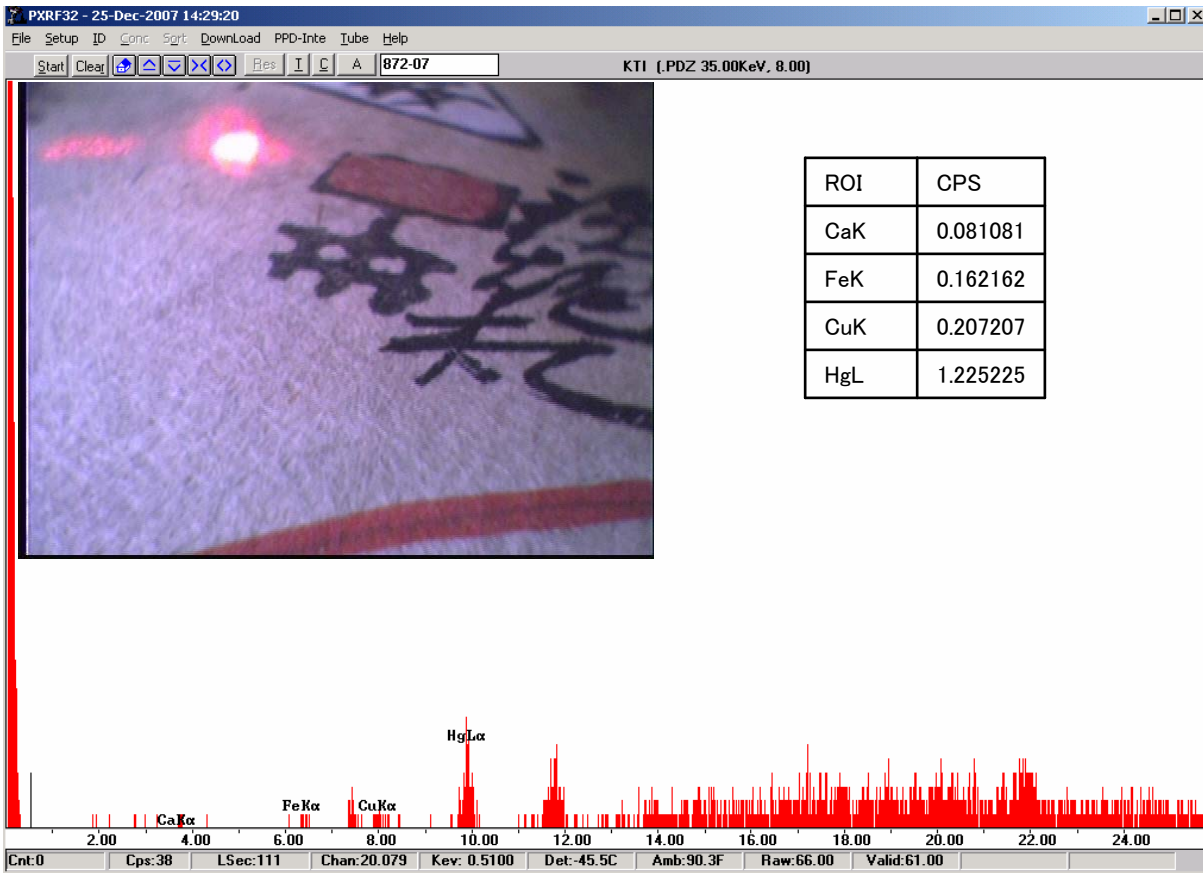 PXRF32 - 25-Dec-2007 14:29:20
File Setup ID Conc Sort DownLoad PPD-Inte Tube Help
Start Clear Res I C A 872-07 KTI (.PDZ 35.00KeV, 8.00)
ROI CPS
CaK 0.081081
FeK 0.162162
CuK 0.207207
HgL 1.225225
HgLα
FeKα CuKα
CaKα
2.00 4.00 6.00 8.00 10.00 12.00 14.00 16.00 18.00 20.00 22.00 24.00
Cnt:0 Cps:38 LSec:111 Chan:20.079 Kev: 0.5100 Det:-45.5C Amb:90.3F Raw:66.00 Valid:61.00